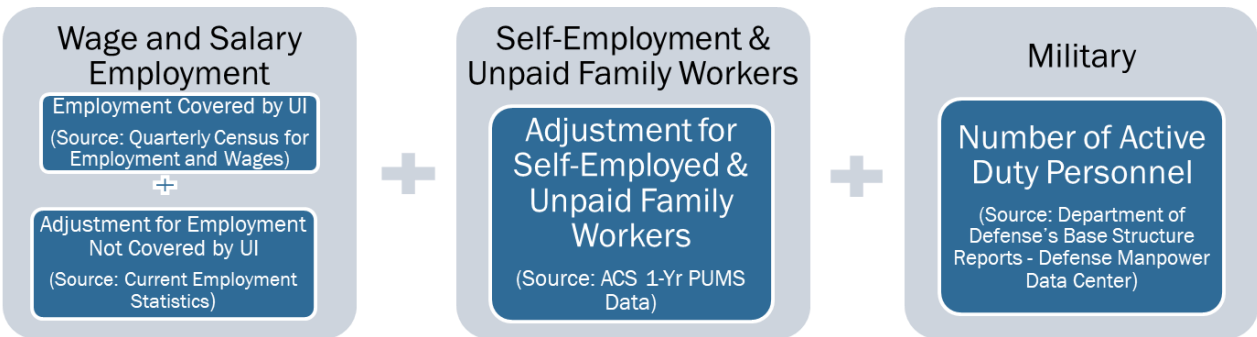 Wage and Salary
Employment
Employment Covered by UI
(Source: Quarterly Census for
Employment and Wages)
+
Adjustment for Employment
Not Covered by UI
(Source: Current Employment
Statistics)
+
Self-Employment &
Unpaid Family Workers
Adjustment for
Self-Employed &
Unpaid Family
Workers
(Source: ACS 1-Yr PUMS
Data)
+
Military
Number of Active
Duty Personnel
(Source: Department of
Defense's Base Structure
Reports - Defense Manpower
Data Center)